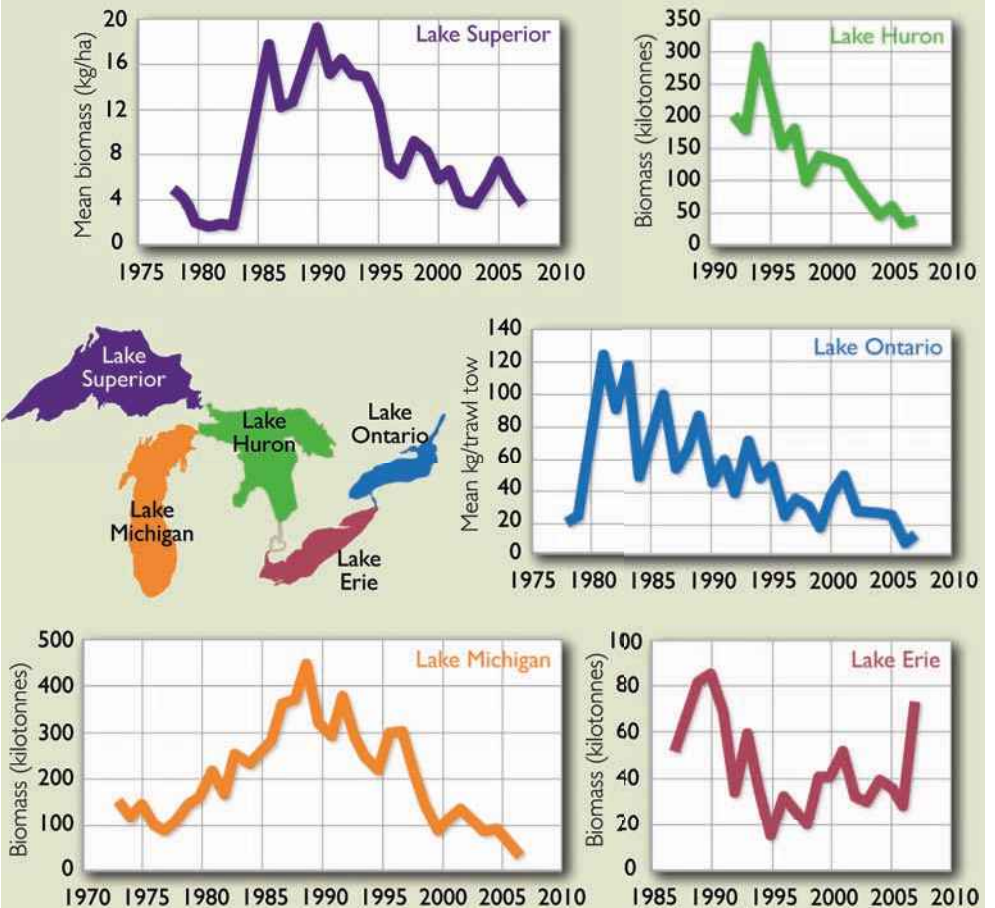 Lake Superior
Mean biomass (kg/ha)
20
16
12
8
4
0
1975 1980 1985 1990 1995 2000 2005 2010
Lake Huron
Biomass (kilotonnes)
350
300
250
200
150
100
50
0
1990 1995 2000 2005 2010
Lake
Superior
Lake
Huron
Lake
Ontario
Lake
Michigan
Lake
Erie
Lake Ontario
Mean kg/trawl tow
140
120
100
80
60
40
20
0
1975 1980 1985 1990 1995 2000 2005 2010
Lake Michigan
Biomass (kilotonnes)
500
400
300
200
100
0
1970 1975 1980 1985 1990 1995 2000 2005 2010
Lake Erie
Biomass (kilotonnes)
100
80
60
40
20
0
1985 1990 1995 2000 2005 2010